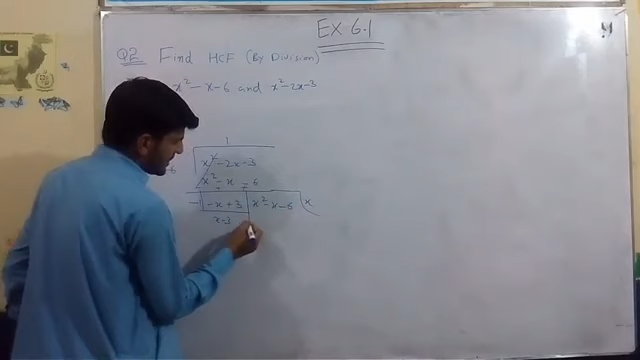 EX 6.1
Q2 Find HCF (By Division)
x² - x - 6 and x² - 2x - 3
1
x² - 2x - 3
x² - x - 6
-1 -x + 3 x² - x - 6 x
x - 3